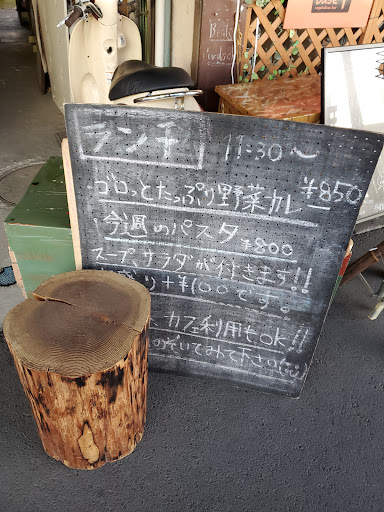 ランチ 11:30〜
ゴロっとたっぷり野菜カレー ¥850
今週のパスタ ¥800
スープ サラダが付きます!!
+¥100です。
カフェ利用もok!!
のぞいてみて下さい